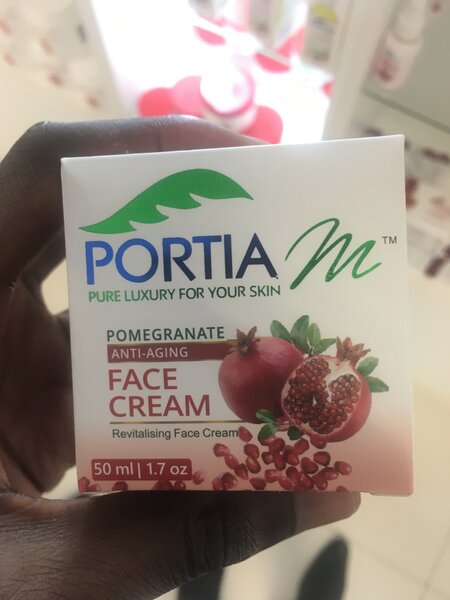 PORTIA M™
PURE LUXURY FOR YOUR SKIN
POMEGRANATE
ANTI-AGING
FACE
CREAM
Revitalising Face Cream
50 ml | 1.7 oz